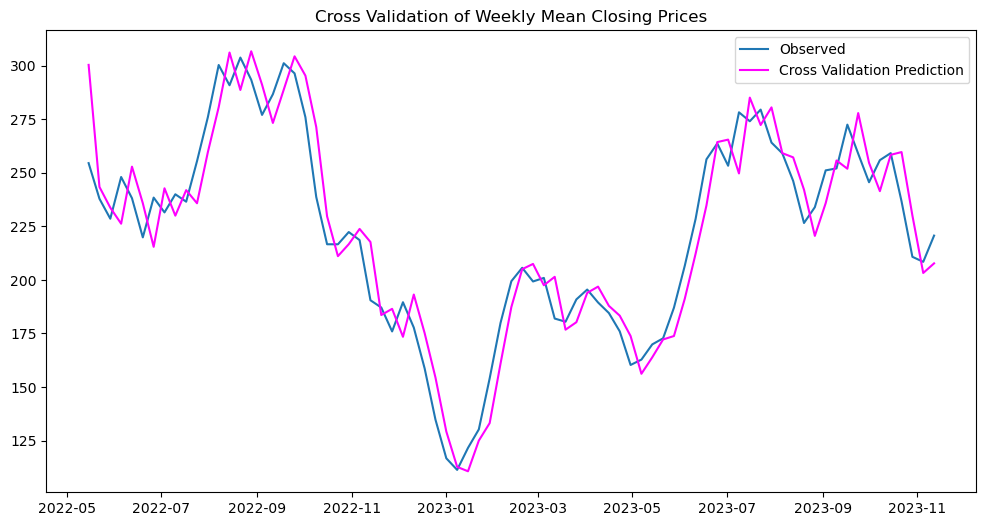 Cross Validation of Weekly Mean Closing Prices
Observed
Cross Validation Prediction
300
275
250
225
200
175
150
125
2022-05 2022-07 2022-09 2022-11 2023-01 2023-03 2023-05 2023-07 2023-09 2023-11